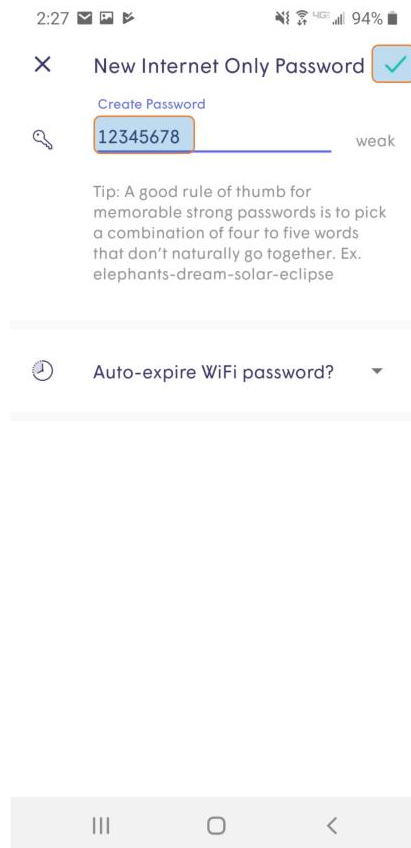 2:27 4G 94%
New Internet Only Password
Create Password
12345678
weak
Tip: A good rule of thumb for
memorable strong passwords is to pick
a combination of four to five words
that don't naturally go together. Ex.
elephants-dream-solar-eclipse
Auto-expire WiFi password?